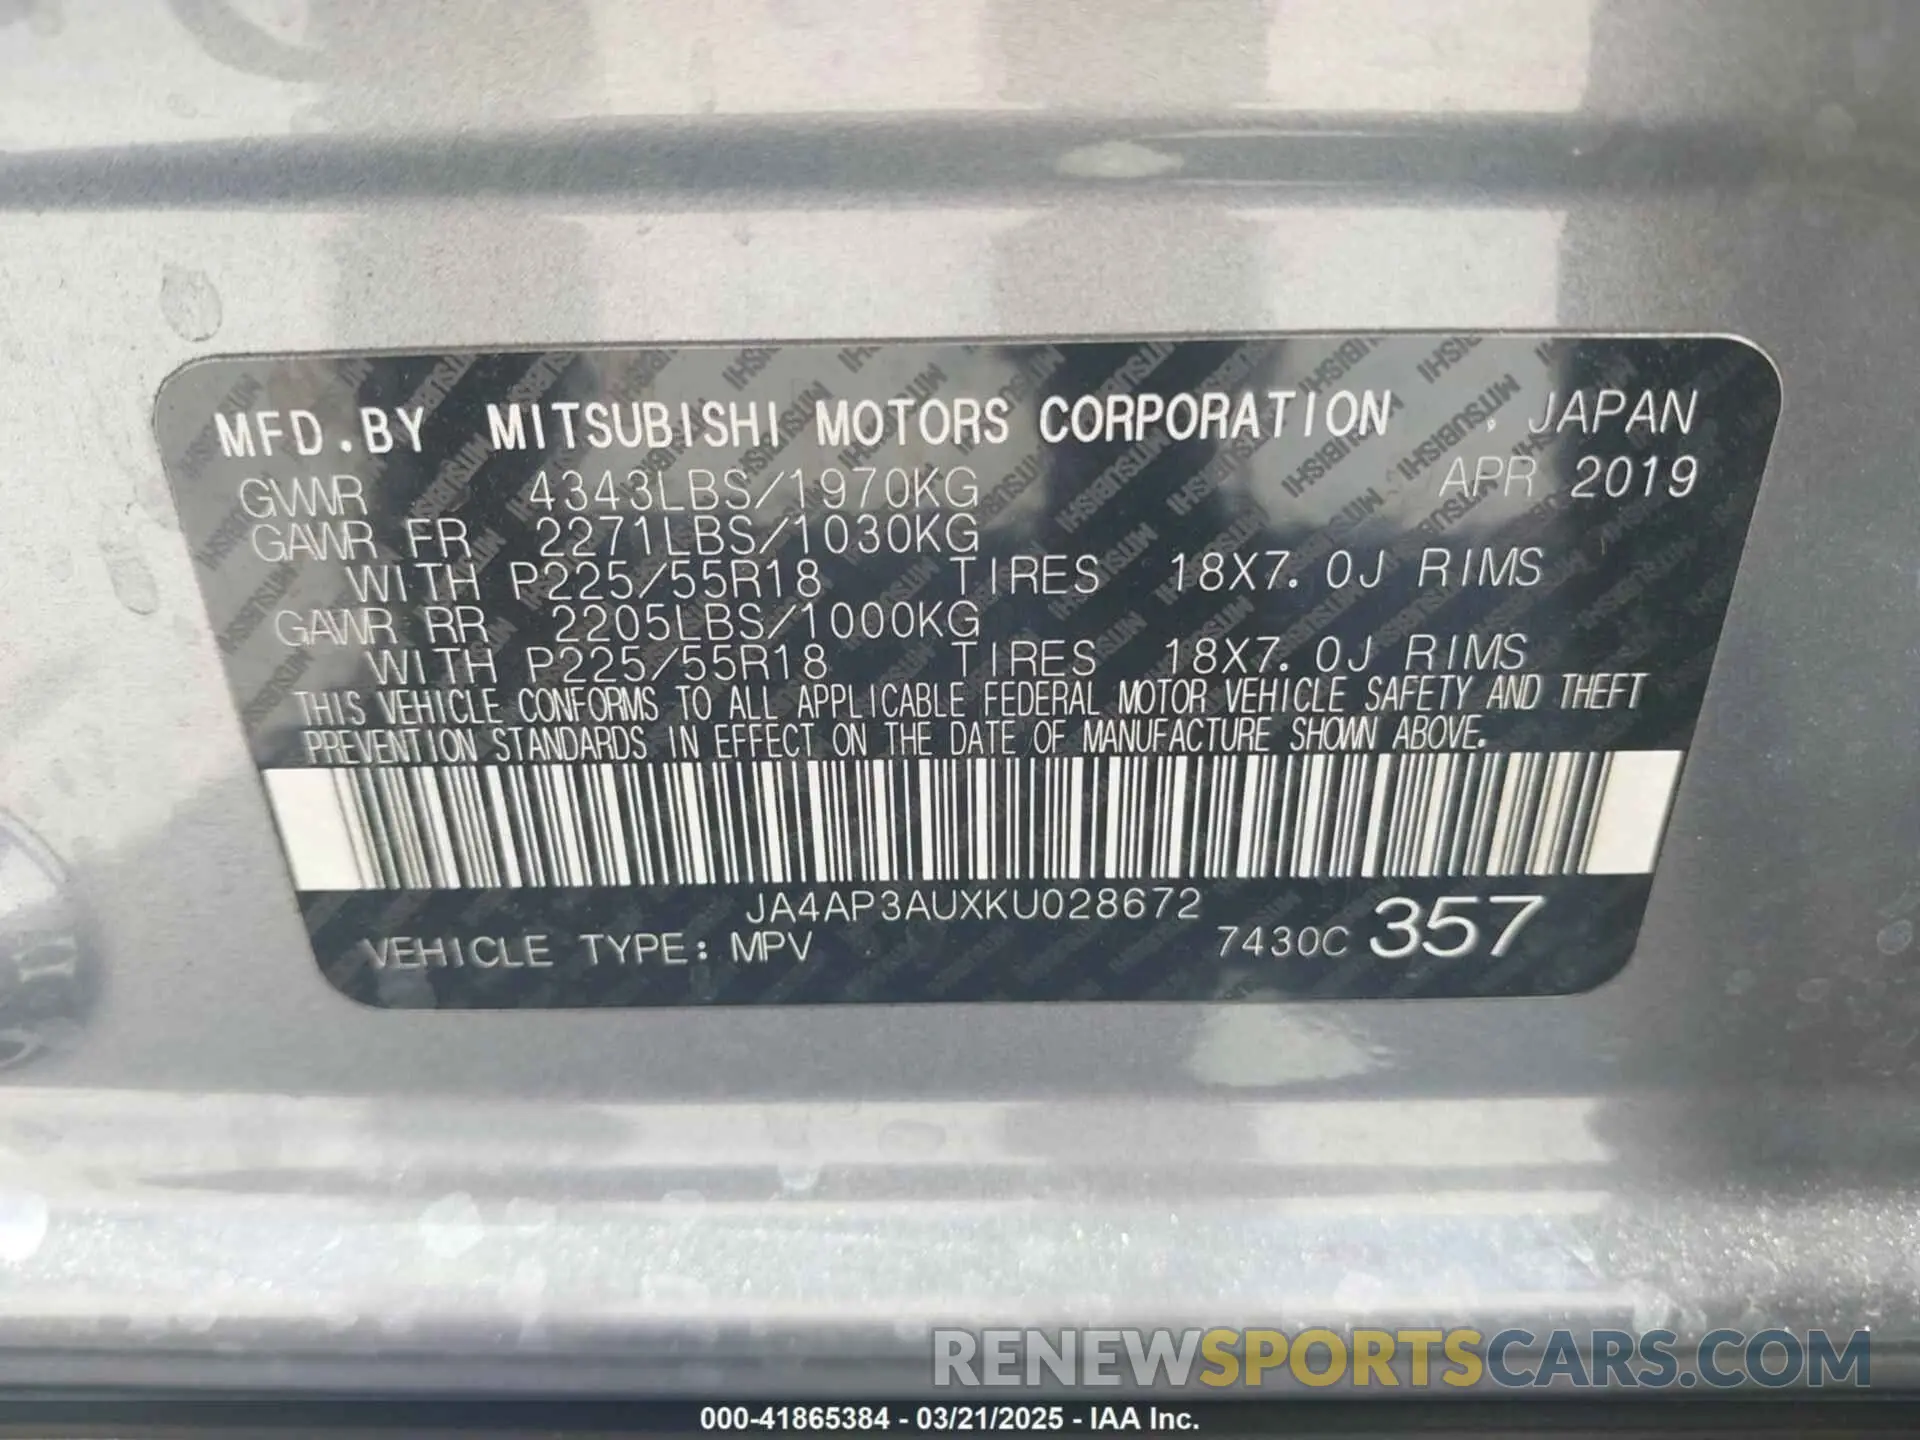 MFD.BY MITSUBISHI MOTORS CORPORATION , JAPAN
GVWR 4343LBS/1970KG APR 2019
GAWR FR 2271LBS/1030KG
WITH P225/55R18 TIRES 18X7.0J RIMS
GAWR RR 2205LBS/1000KG
WITH P225/55R18 TIRES 18X7.0J RIMS
THIS VEHICLE CONFORMS TO ALL APPLICABLE FEDERAL MOTOR VEHICLE SAFETY AND THEFT
PREVENTION STANDARDS IN EFFECT ON THE DATE OF MANUFACTURE SHOWN ABOVE.
JA4AP3AUXKU028672
VEHICLE TYPE: MPV 7430C 357
RENEWSPORTSCARS.COM
000-41865384 - 03/21/2025 - IAA Inc.